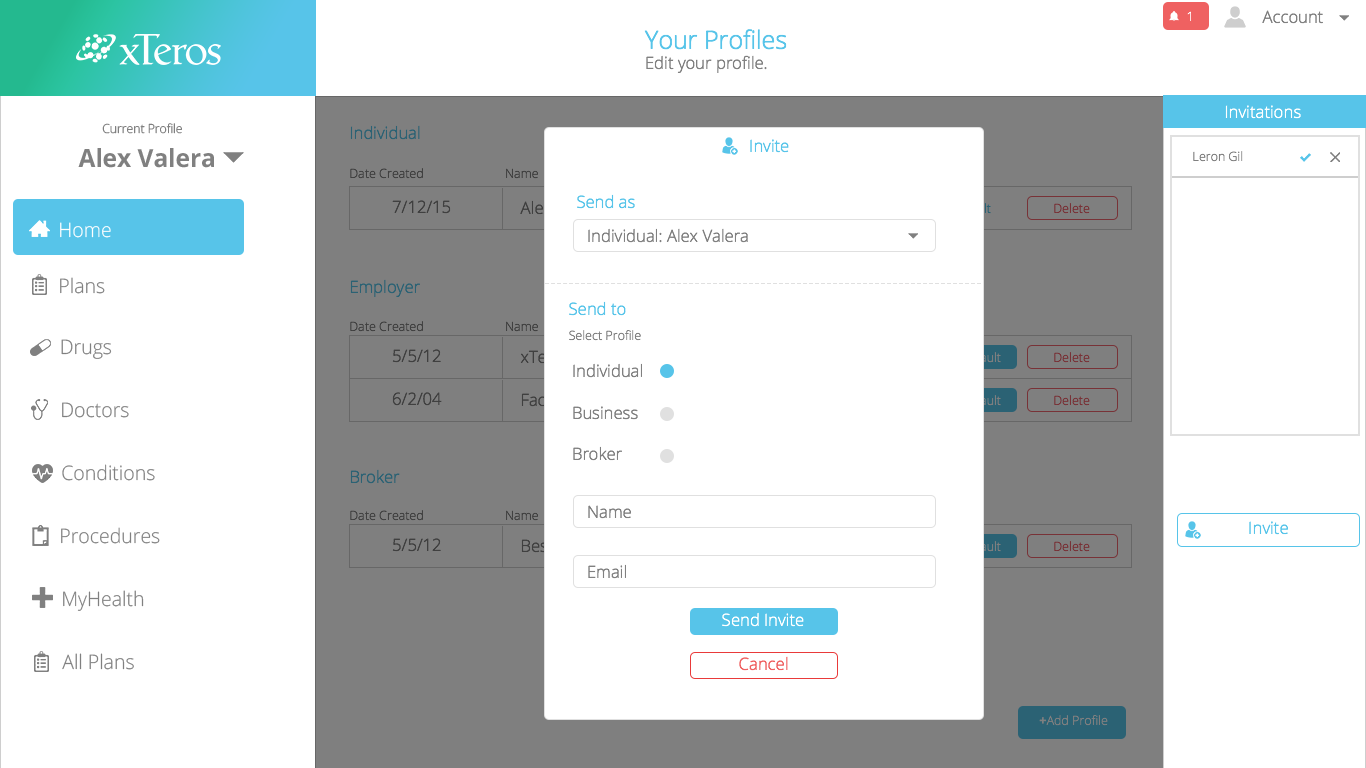 xTeros
Your Profiles
Edit your profile.
1
Account
Current Profile
Alex Valera
Home
Plans
Drugs
Doctors
Conditions
Procedures
MyHealth
All Plans
Individual
Date Created Name
7/12/15 Ale lt Delete
Employer
Date Created Name
5/5/12 xTe ult Delete
6/2/04 Fac ult Delete
Broker
Date Created Name
5/5/12 Bes ult Delete
+Add Profile
Invite
Send as
Individual: Alex Valera
Send to
Select Profile
Individual
Business
Broker
Name
Email
Send Invite
Cancel
Invitations
Leron Gil
Invite